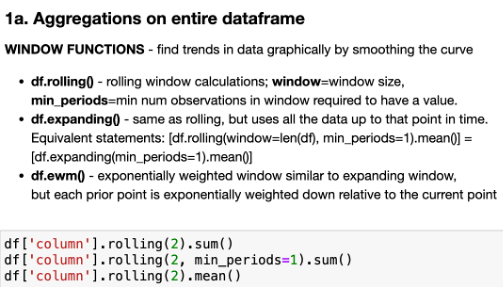 1a. Aggregations on entire dataframe
WINDOW FUNCTIONS - find trends in data graphically by smoothing the curve
• df.rolling() - rolling window calculations; window=window size,
min_periods=min num observations in window required to have a value.
• df.expanding() - same as rolling, but uses all the data up to that point in time.
Equivalent statements: [df.rolling(window=len(df), min_periods=1).mean()] =
[df.expanding(min_periods=1).mean()]
• df.ewm() - exponentially weighted window similar to expanding window,
but each prior point is exponentially weighted down relative to the current point
df['column'].rolling(2).sum()
df['column'].rolling(2, min_periods=1).sum()
df['column'].rolling(2).mean()